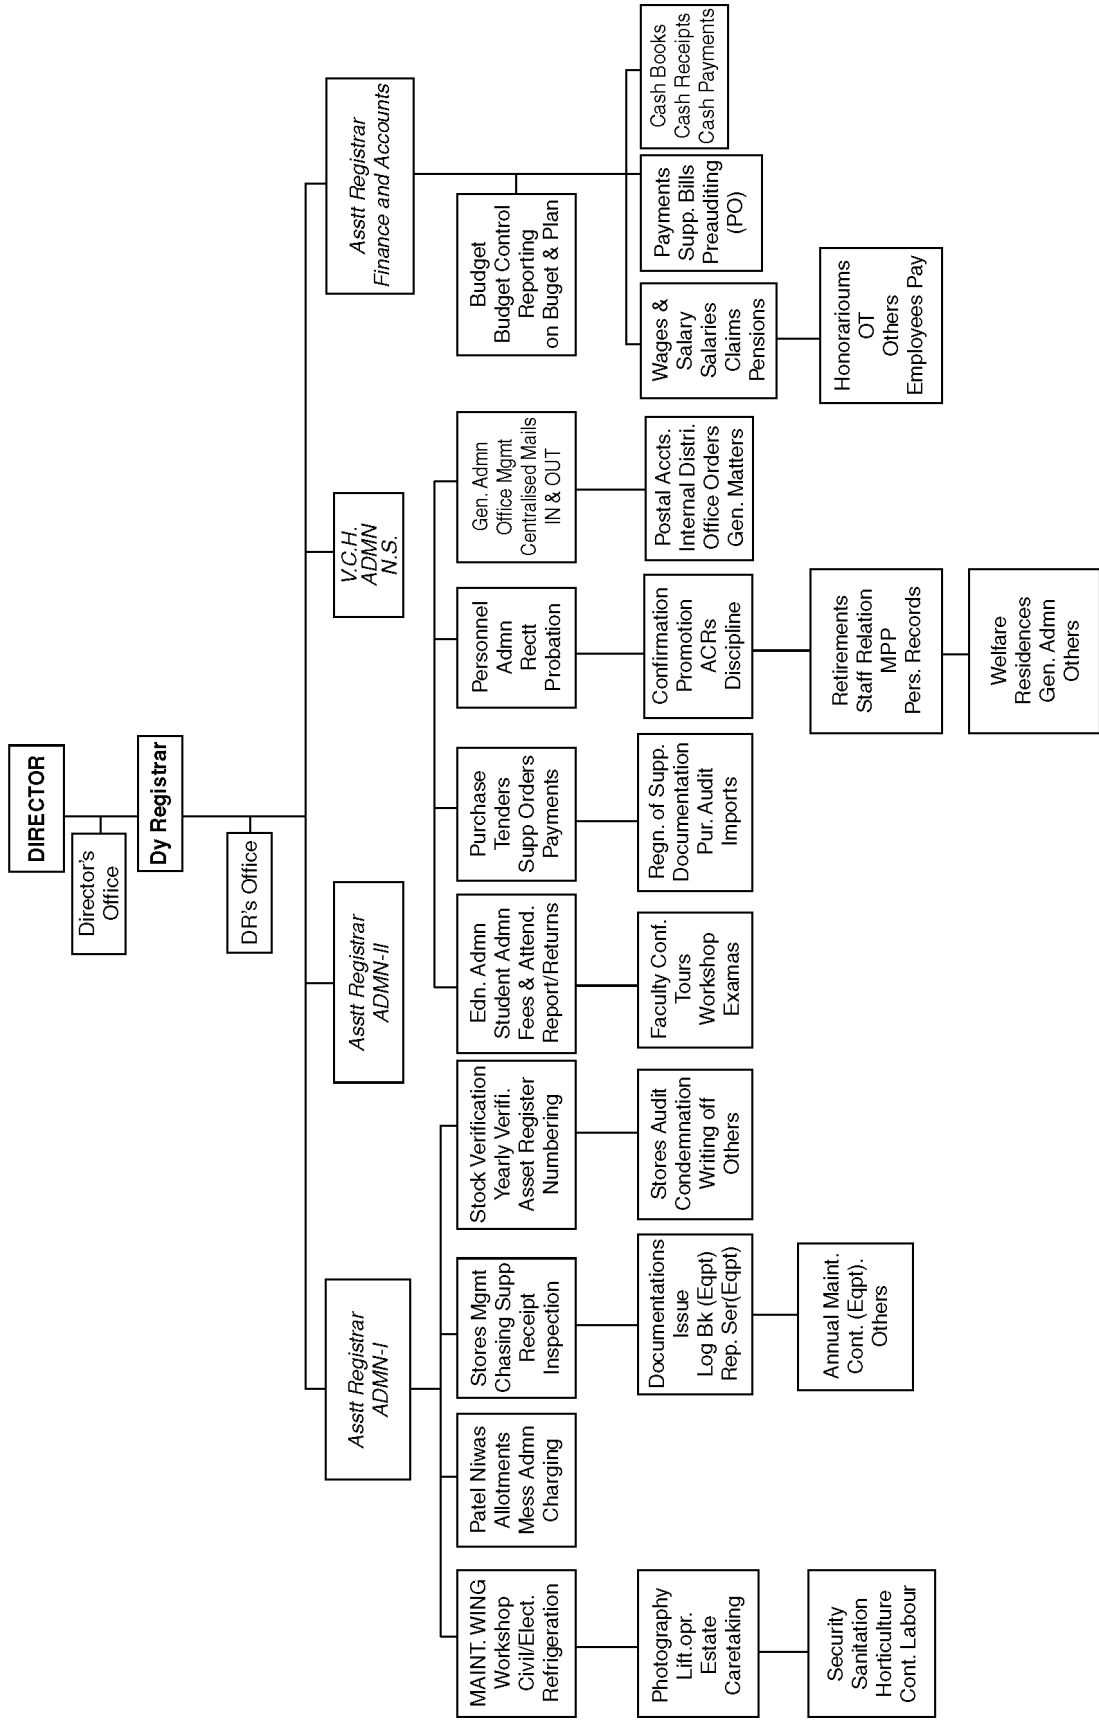 DIRECTOR
Director's
Office
Dy Registrar
DR's Office
Asstt Registrar
ADMN-I
Asstt Registrar
ADMN-II
V.C.H.
ADMN
N.S.
Asstt Registrar
Finance and Accounts
MAINT. WING
Workshop
Civil/Elect.
Refrigeration
Patel Niwas
Allotments
Mess Admn
Charging
Stores Mgmt
Chasing Supp
Receipt
Inspection
Stock Verification
Yearly Verifi.
Asset Register
Numbering
Edn. Admn
Student Admn
Fees & Attend.
Report/Returns
Purchase
Tenders
Supp Orders
Payments
Personnel
Admn
Rectt
Probation
Gen. Admn
Office Mgmt
Centralised Mails
IN & OUT
Budget
Budget Control
Reporting
on Buget & Plan
Photography
Lift.opr.
Estate
Caretaking
Documentations
Issue
Log Bk (Eqpt)
Rep. Ser(Eqpt)
Stores Audit
Condemnation
Writing off
Others
Faculty Conf.
Tours
Workshop
Examas
Regn. of Supp.
Documentation
Pur. Audit
Imports
Confirmation
Promotion
ACRs
Discipline
Postal Accts.
Internal Distri.
Office Orders
Gen. Matters
Wages &
Salary
Salaries
Claims
Pensions
Payments
Supp. Bills
Preauditing
(PO)
Cash Books
Cash Receipts
Cash Payments
Security
Sanitation
Horticulture
Cont. Labour
Annual Maint.
Cont. (Eqpt).
Others
Retirements
Staff Relation
MPP
Pers. Records
Honorarioums
OT
Others
Employees Pay
Welfare
Residences
Gen. Admn
Others